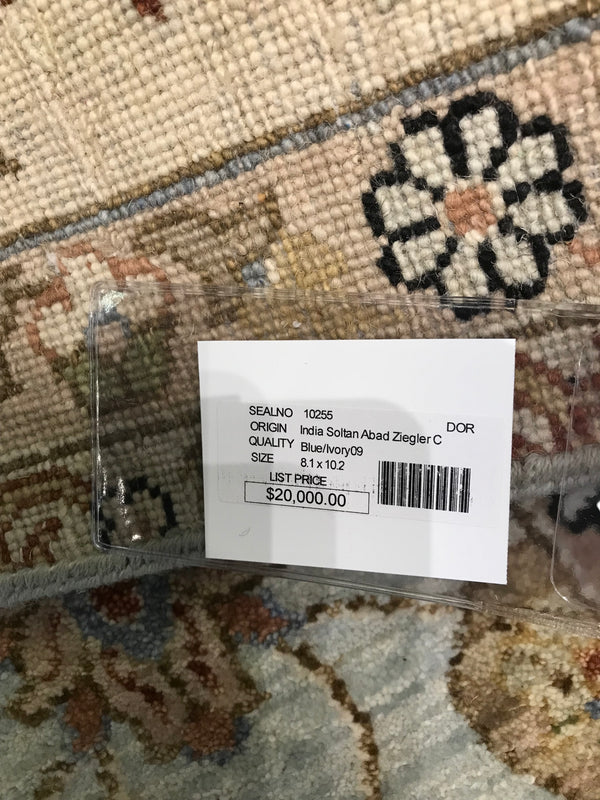 SEALNO 10255
ORIGIN India Soltan Abad Ziegler C DOR
QUALITY Blue/Ivory09
SIZE 8.1 x 10.2
LIST PRICE
$20,000.00